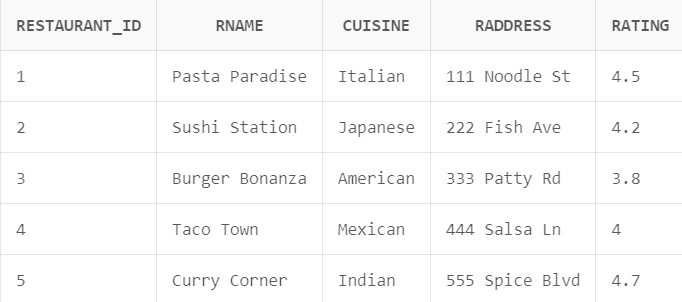 RESTAURANT_ID RNAME CUISINE RADDRESS RATING
1 Pasta Paradise Italian 111 Noodle St 4.5
2 Sushi Station Japanese 222 Fish Ave 4.2
3 Burger Bonanza American 333 Patty Rd 3.8
4 Taco Town Mexican 444 Salsa Ln 4
5 Curry Corner Indian 555 Spice Blvd 4.7